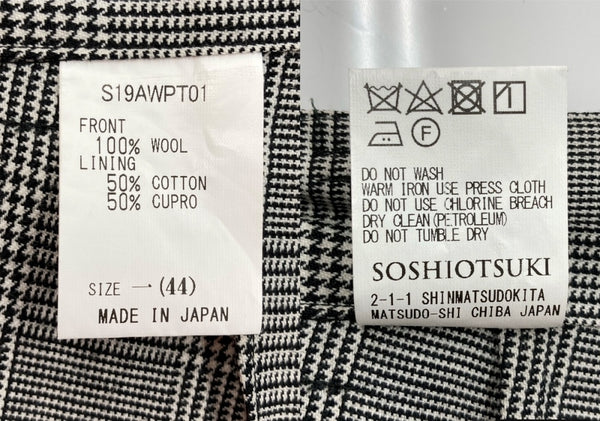 S19AWPT01
FRONT
100% WOOL
LINING
50% COTTON
50% CUPRO
SIZE → (44)
MADE IN JAPAN
F
DO NOT WASH
WARM IRON USE PRESS CLOTH
DO NOT USE CHLORINE BREACH
DRY CLEAN(PETROLEUM)
DO NOT TUMBLE DRY
SOSHIOTSUKI
2-1-1 SHINMATSUDOKITA
MATSUDO-SHI CHIBA JAPAN